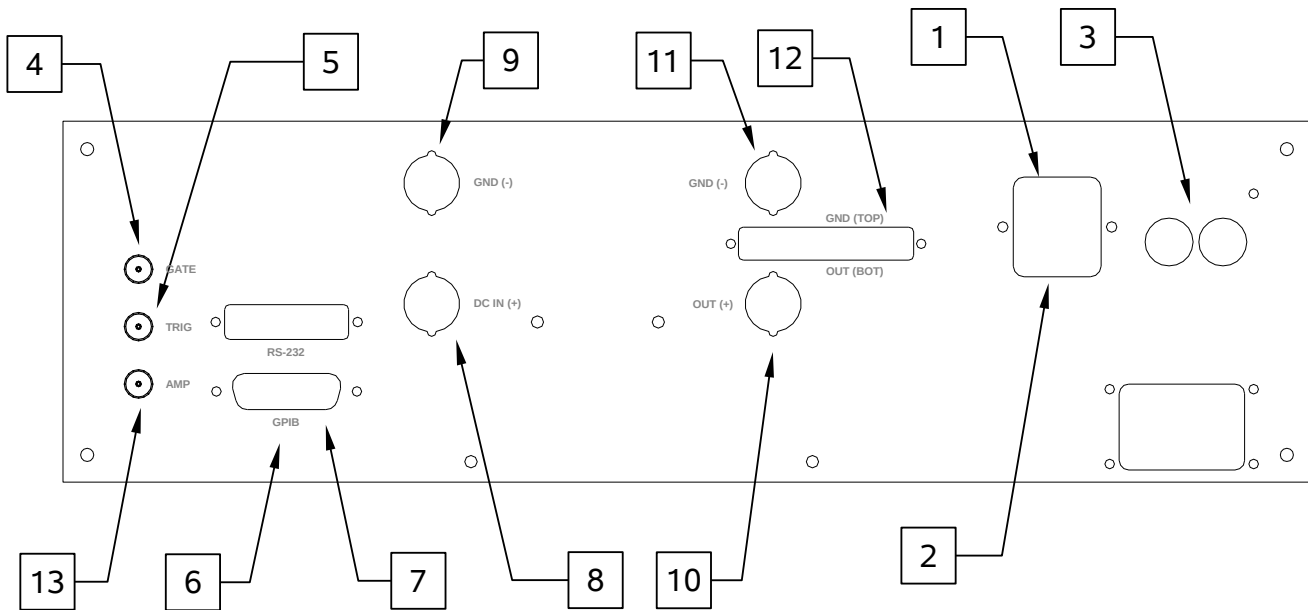 1
3
4
5
9
11
12
GND (-)
GND (-)
GND (TOP)
GATE
OUT (BOT)
DC IN (+)
OUT (+)
TRIG
RS-232
AMP
GPIB
2
13
6
7
8
10